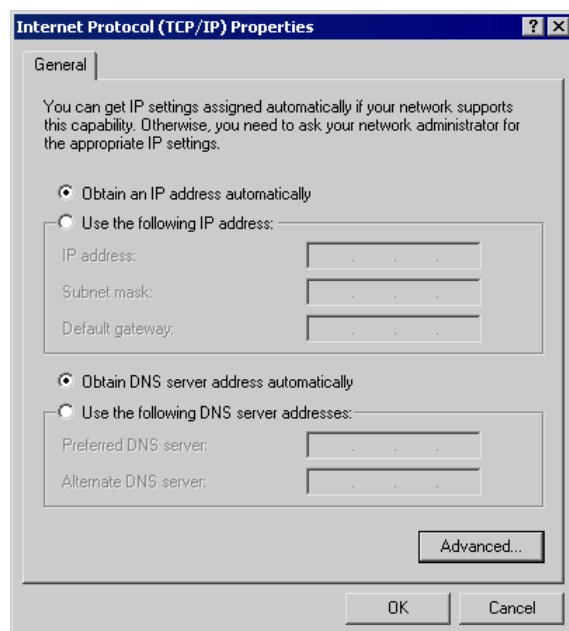 Internet Protocol (TCP/IP) Properties
General
You can get IP settings assigned automatically if your network supports
this capability. Otherwise, you need to ask your network administrator for
the appropriate IP settings.
Obtain an IP address automatically
Use the following IP address:
IP address:
Subnet mask:
Default gateway:
Obtain DNS server address automatically
Use the following DNS server addresses:
Preferred DNS server:
Alternate DNS server:
Advanced...
OK Cancel